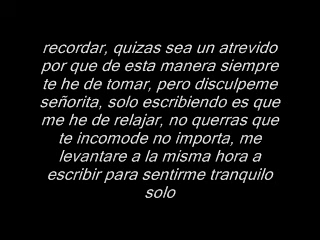 recordar, quizas sea un atrevido
por que de esta manera siempre
te he de tomar, pero disculpeme
señorita, solo escribiendo es que
me he de relajar, no querras que
te incomode no importa, me
levantare a la misma hora a
escribir para sentirme tranquilo
solo